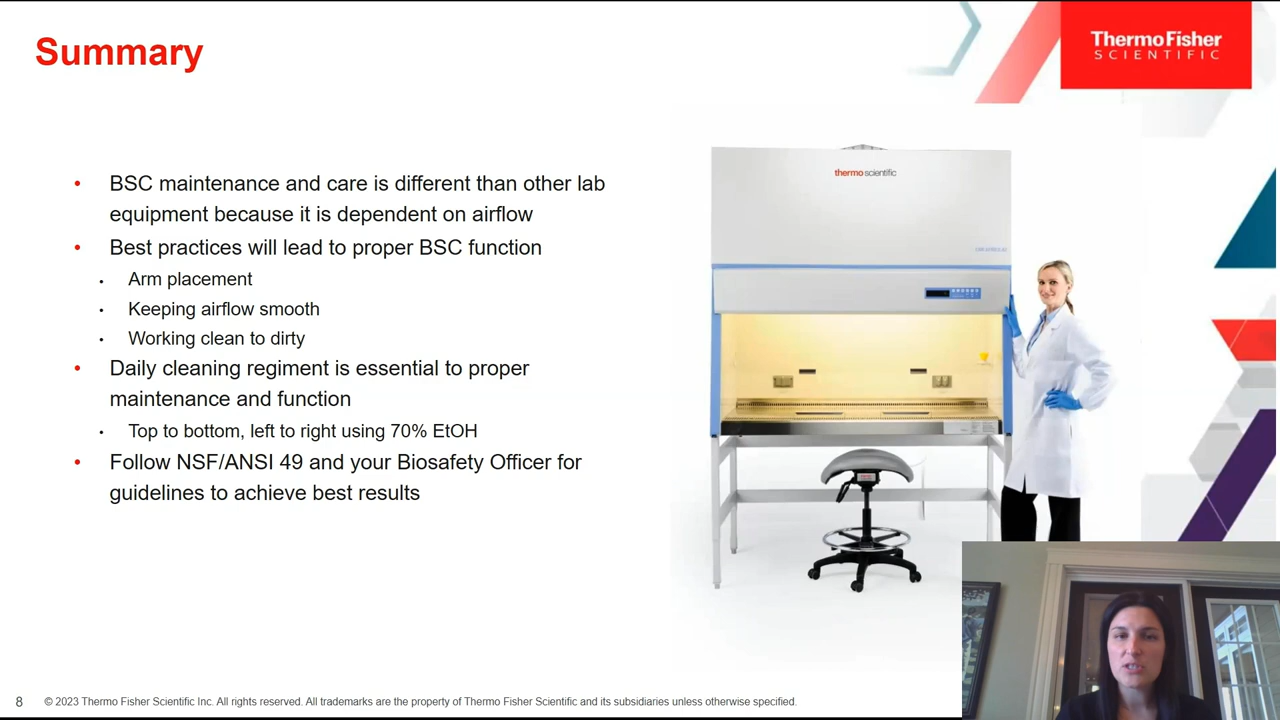 Summary
ThermoFisher
SCIENTIFIC
• BSC maintenance and care is different than other lab
equipment because it is dependent on airflow
• Best practices will lead to proper BSC function
• Arm placement
• Keeping airflow smooth
• Working clean to dirty
• Daily cleaning regiment is essential to proper
maintenance and function
• Top to bottom, left to right using 70% EtOH
• Follow NSF/ANSI 49 and your Biosafety Officer for
guidelines to achieve best results
thermo scientific
8 © 2023 Thermo Fisher Scientific Inc. All rights reserved. All trademarks are the property of Thermo Fisher Scientific and its subsidiaries unless otherwise specified.